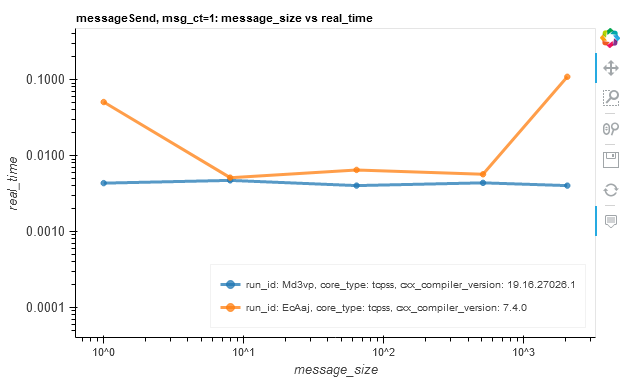 messageSend, msg_ct=1: message_size vs real_time
0.1000
0.0100
0.0010
0.0001
real_time
run_id: Md3vp, core_type: tcpss, cxx_compiler_version: 19.16.27026.1
run_id: EcAaj, core_type: tcpss, cxx_compiler_version: 7.4.0
10^0
10^1
10^2
10^3
message_size